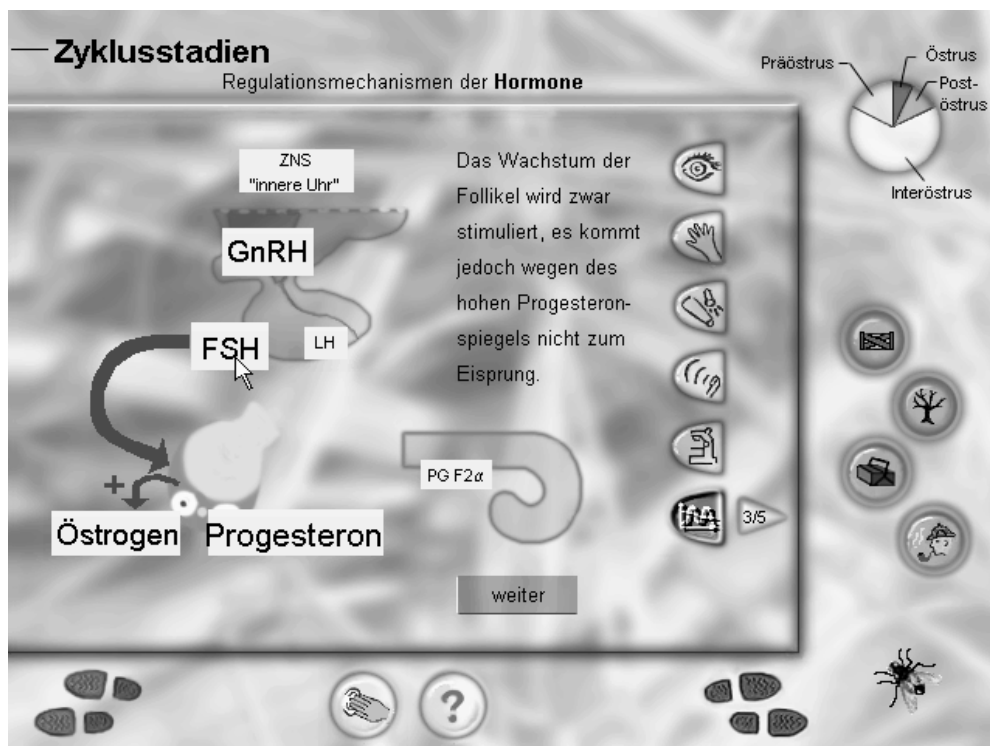 Zyklusstadien
Regulationsmechanismen der Hormone
Präöstrus
Östrus
Post-
östrus
Interöstrus
ZNS
"innere Uhr"
GnRH
FSH
LH
+
Östrogen
Progesteron
PG F2α
Das Wachstum der
Follikel wird zwar
stimuliert, es kommt
jedoch wegen des
hohen Progesteron-
spiegels nicht zum
Eisprung.
3/5
weiter
?